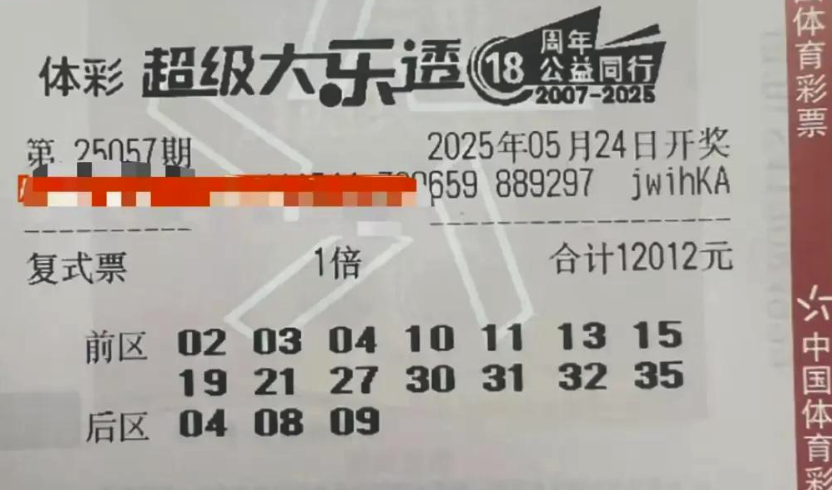 体彩 超级大乐透 18 周年
公益同行
2007-2025
第 25057期 2025年05月24日开奖
659 889297 jwihKA
复式票 1倍 合计12012元
前区 02 03 04 10 11 13 15
19 21 27 30 31 32 35
后区 04 08 09
体育彩票
中国体育彩